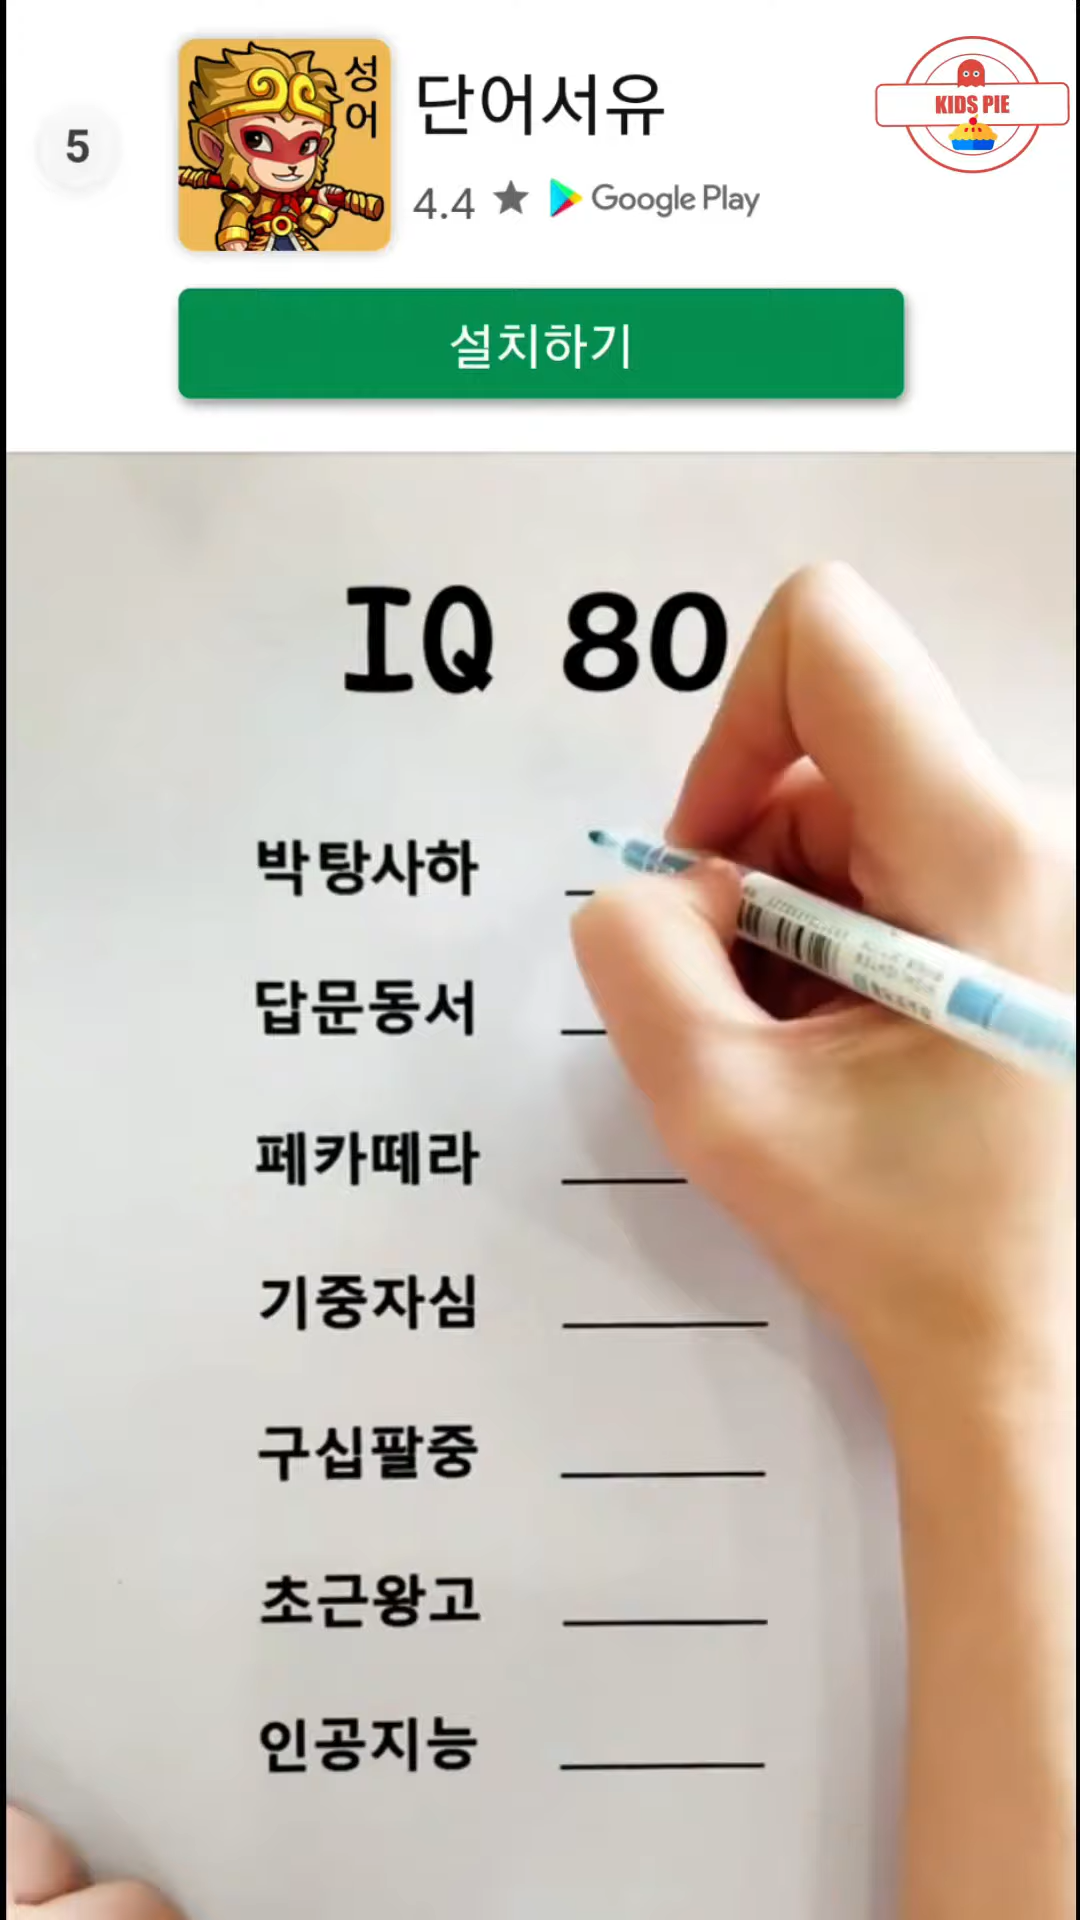 5
성어
단어서유
4.4 ★ Google Play
KIDS PIE
설치하기
IQ 80
박탕사하
답문동서
페카떼라
기중자심
구십팔중
초근왕고
인공지능